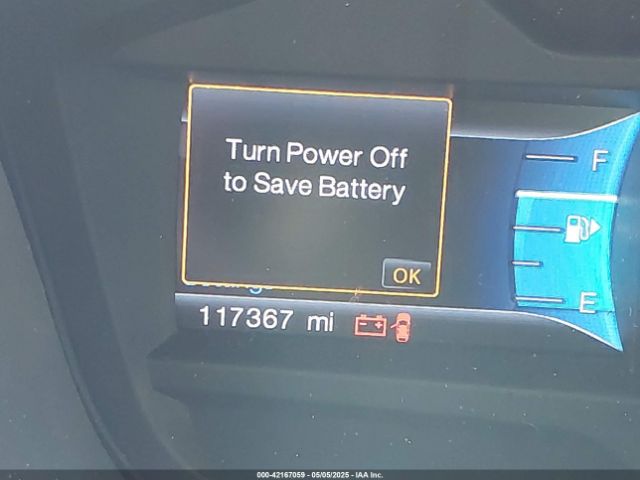 Turn Power Off
to Save Battery
OK
F
E
117367 mi
000-42167059 - 05/05/2025 - IAA Inc.